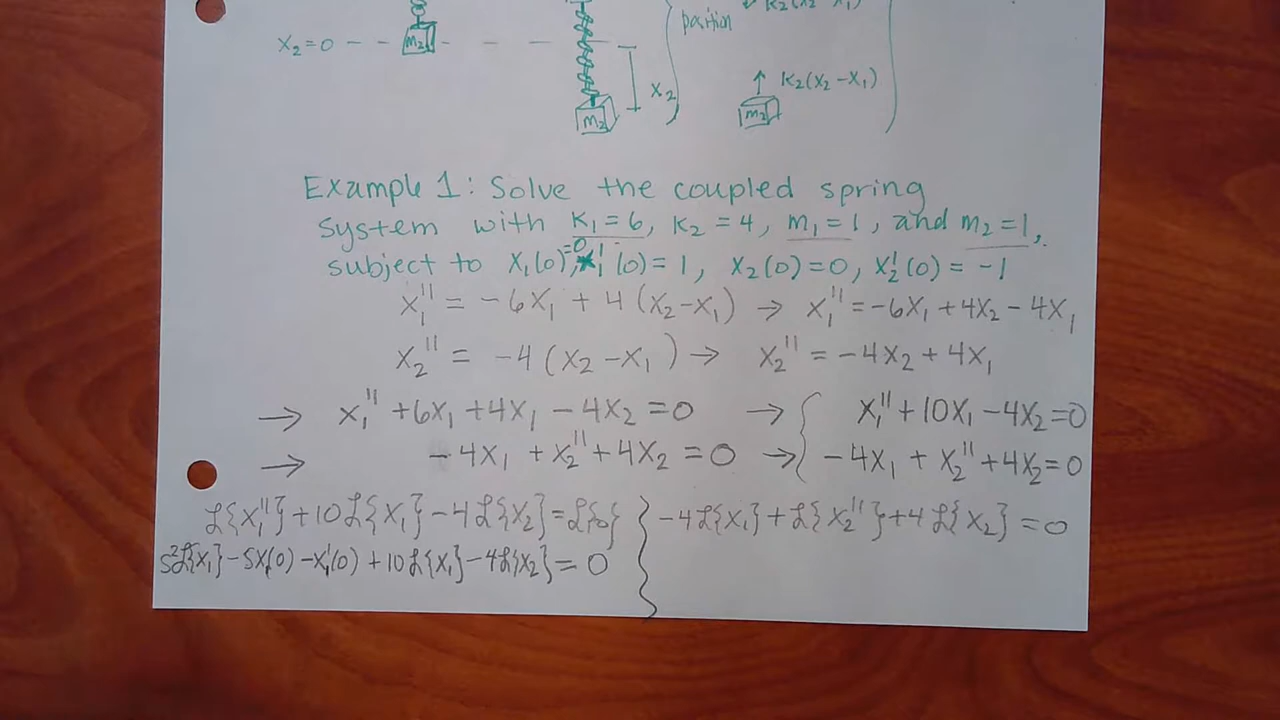 k₂(x₂-x₁)
position
x₂=0
m₂
k₂(x₂-x₁)
x₂
m₂
m₂
Example 1: Solve the coupled spring
system with k₁=6, k₂=4, m₁=1, and m₂=1,
subject to x₁(0)=0, x₁'(0)=1, x₂(0)=0, x₂'(0)=-1
x₁''=-6x₁+4(x₂-x₁) → x₁''=-6x₁+4x₂-4x₁
x₂''=-4(x₂-x₁) → x₂''=-4x₂+4x₁
→ x₁''+6x₁+4x₁-4x₂=0 → { x₁''+10x₁-4x₂=0
→ -4x₁+x₂''+4x₂=0 → -4x₁+x₂''+4x₂=0
ℒ{x₁''}+10ℒ{x₁}-4ℒ{x₂}=ℒ{0} } -4ℒ{x₁}+ℒ{x₂''}+4ℒ{x₂}=0
s²ℒ{x₁}-sx₁(0)-x₁'(0)+10ℒ{x₁}-4ℒ{x₂}=0